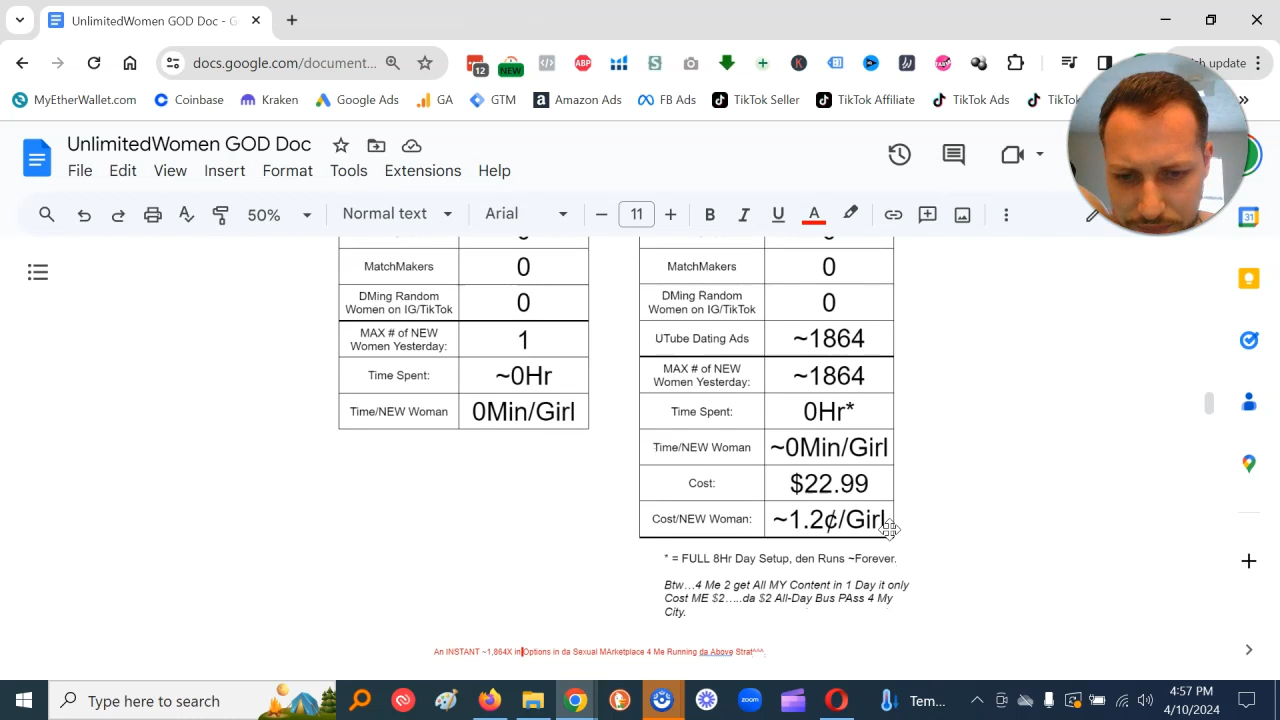 UnlimitedWomen GOD Doc - G
docs.google.com/document...
12
NEW
ABP
ch update
MyEtherWallet.com
Coinbase
Kraken
Google Ads
GA
GTM
Amazon Ads
FB Ads
TikTok Seller
TikTok Affiliate
TikTok Ads
TikTo
UnlimitedWomen GOD Doc
File Edit View Insert Format Tools Extensions Help
50% Normal text Arial 11
MatchMakers 0
DMing Random
Women on IG/TikTok 0
MAX # of NEW
Women Yesterday: 1
Time Spent: ~0Hr
Time/NEW Woman 0Min/Girl
MatchMakers 0
DMing Random
Women on IG/TikTok 0
UTube Dating Ads ~1864
MAX # of NEW
Women Yesterday: ~1864
Time Spent: 0Hr*
Time/NEW Woman ~0Min/Girl
Cost: $22.99
Cost/NEW Woman: ~1.2¢/Girl
* = FULL 8Hr Day Setup, den Runs ~Forever.
Btw…4 Me 2 get All MY Content in 1 Day it only
Cost ME $2…..da $2 All-Day Bus PAss 4 My
City.
An INSTANT ~1,864X in Options in da Sexual MArketplace 4 Me Running da Above Strat^^^.
Type here to search
zoom
Tem...
4:57 PM
4/10/2024